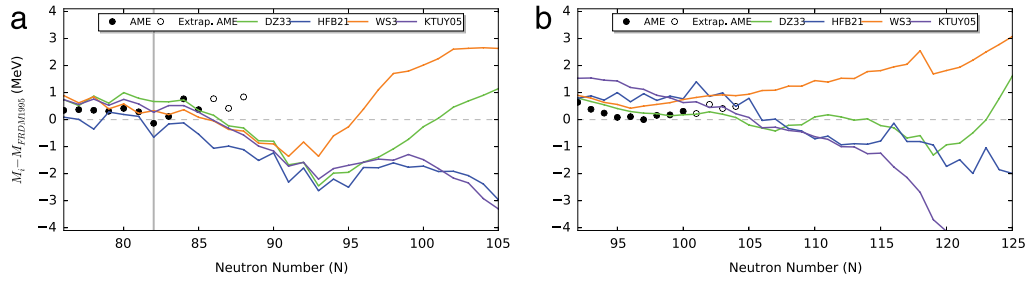 a
AME Extrap. AME DZ33 HFB21 WS3 KTUY05
4
3
2
1
0
−1
−2
−3
−4
M_i−M_FRDM1995 (MeV)
80 85 90 95 100 105
Neutron Number (N)
b
AME Extrap. AME DZ33 HFB21 WS3 KTUY05
4
3
2
1
0
−1
−2
−3
−4
95 100 105 110 115 120 125
Neutron Number (N)